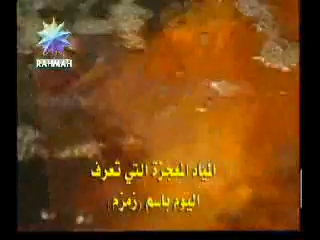 RAHMAH
المياه المعجزة التي تعرف
اليوم باسم زمزم